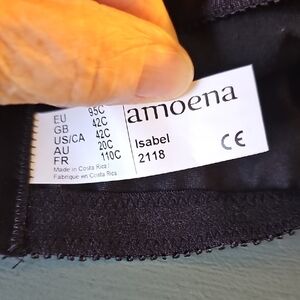 EU 95C
GB 42C
US/CA 42C
AU 20C
FR 110C
Made in Costa Rica /
Fabriqué en Costa Rica
amoena
Isabel
2118
CE